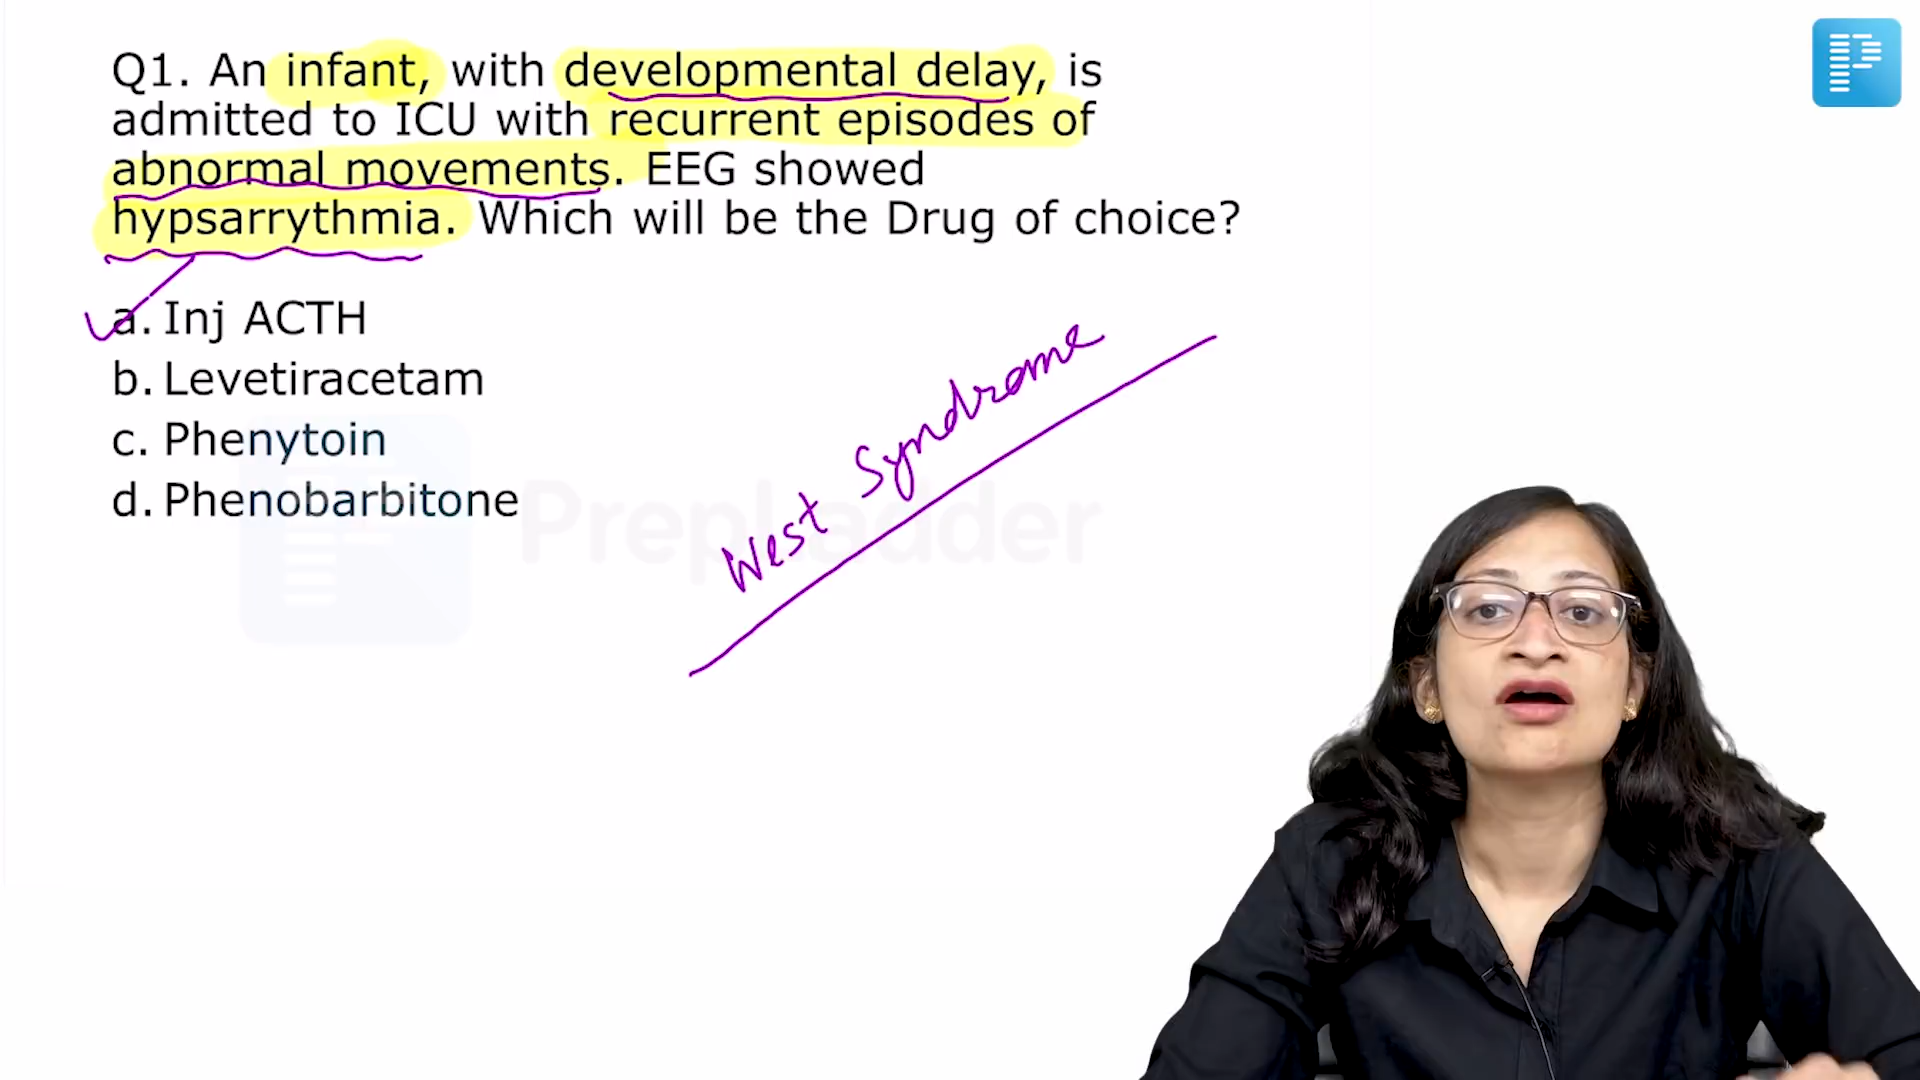 Q1. An infant, with developmental delay, is
admitted to ICU with recurrent episodes of
abnormal movements. EEG showed
hypsarrythmia. Which will be the Drug of choice?
a. Inj ACTH
b. Levetiracetam
c. Phenytoin
d. Phenobarbitone
West Syndrome
PrepLadder